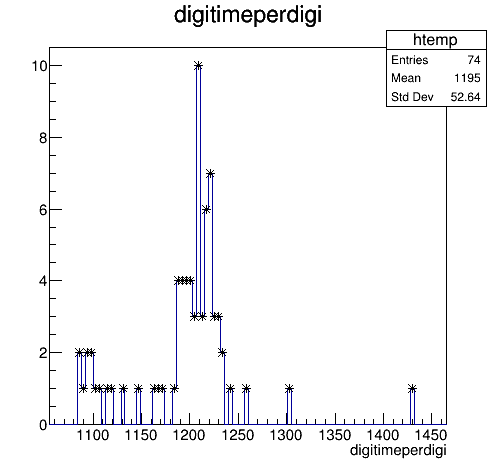 digitimeperdigi
htemp
Entries 74
Mean 1195
Std Dev 52.64
10
8
6
4
2
0
1100 1150 1200 1250 1300 1350 1400 1450
digitimeperdigi